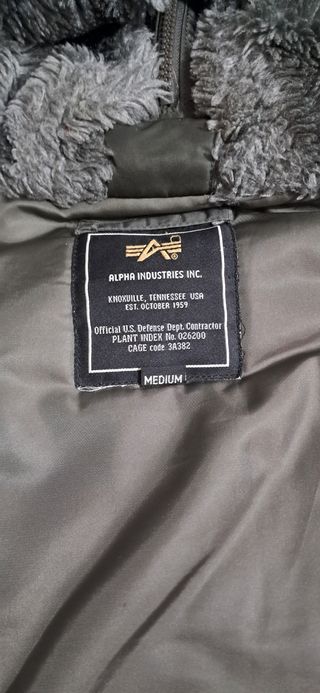 ALPHA INDUSTRIES INC.
KNOXVILLE, TENNESSEE USA
EST. OCTOBER 1959
Official U.S. Defense Dept. Contractor
PLANT INDEX No. 026200
CAGE code 3A382
MEDIUM